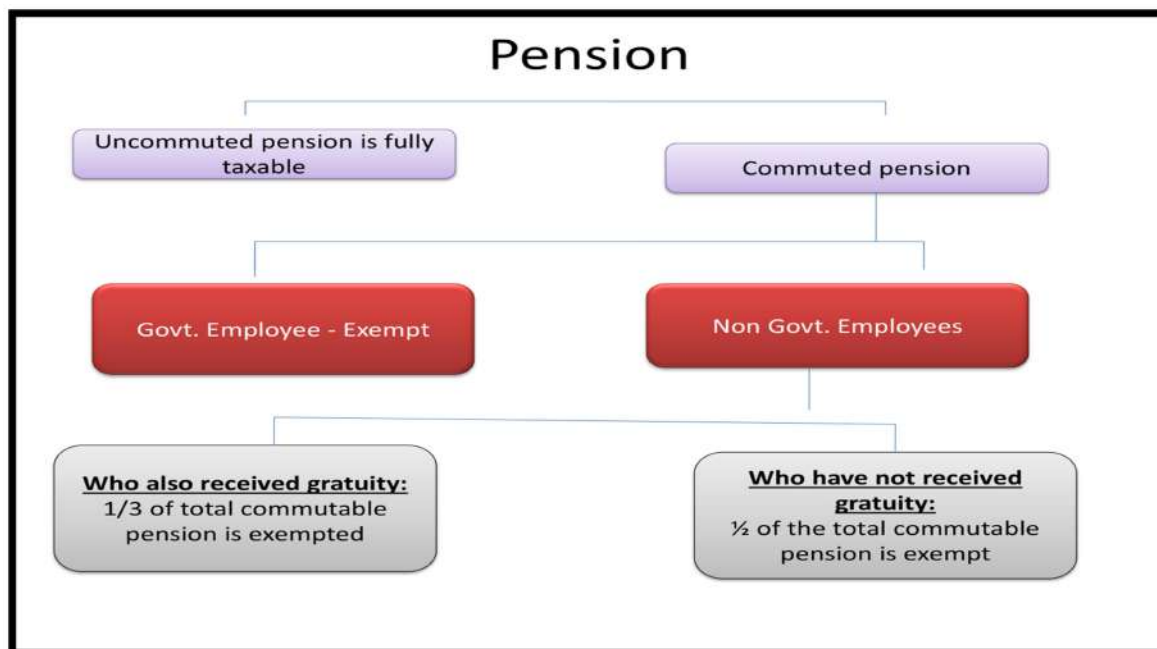 Pension
Uncommuted pension is fully
taxable
Commuted pension
Govt. Employee - Exempt
Non Govt. Employees
Who also received gratuity:
1/3 of total commutable
pension is exempted
Who have not received
gratuity:
½ of the total commutable
pension is exempt